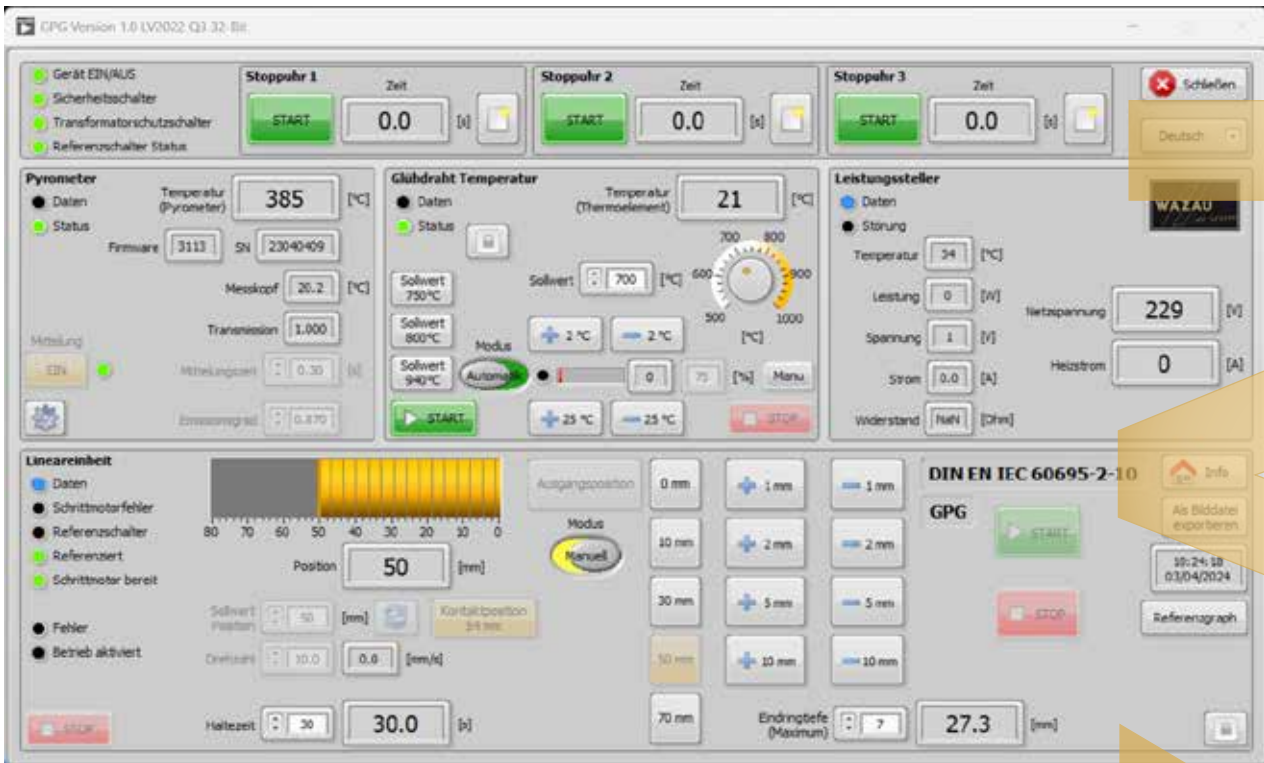 GPG Version 1.0 LV2022 Q3 32-Bit
Gerät EIN/AUS
Sicherheitsschalter
Transformatorschutzschalter
Referenzschalter Status
Stoppuhr 1
Zeit
START
0.0
[s]
Stoppuhr 2
Zeit
START
0.0
[s]
Stoppuhr 3
Zeit
START
0.0
[s]
Schließen
Deutsch
Pyrometer
Daten
Status
Temperatur
(Pyrometer)
385
[°C]
Firmware
3113
SN
23040409
Messkopf
20.2
[°C]
Transmission
1.000
Mittelung
EIN
Mittelungszeit
0.30
[s]
Emissionsgrad
0.870
Glühdraht Temperatur
Daten
Status
Temperatur
(Thermoelement)
21
[°C]
Sollwert
700
[°C]
500
600
700
800
900
1000
[°C]
Sollwert
750°C
Sollwert
800°C
Sollwert
940°C
Modus
Automatik
2 °C
2 °C
0
75
[%]
Manu
START
25 °C
25 °C
STOP
Leistungssteller
Daten
Störung
Temperatur
34
[°C]
Leistung
0
[W]
Spannung
1
[V]
Strom
0.0
[A]
Widerstand
NaN
[Ohm]
WAZAU
Netzspannung
229
[V]
Heizstrom
0
[A]
Lineareinheit
Daten
Schrittmotorfehler
Referenzschalter
Referenziert
Schrittmotor bereit
Fehler
Betrieb aktiviert
STOP
80 70 60 50 40 30 20 10 0
Position
50
[mm]
Sollwert
Position
50
[mm]
Kontaktposition
54 mm
Drehzahl
10.0
0.0
[mm/s]
Haltezeit
30
30.0
[s]
Ausgangsposition
Modus
Manuell
0 mm
10 mm
30 mm
50 mm
70 mm
1 mm
2 mm
5 mm
10 mm
1 mm
2 mm
5 mm
10 mm
Endringtiefe
(Maximum)
7
27.3
[mm]
DIN EN IEC 60695-2-10
GPG
START
STOP
Info
Als Bilddatei
exportieren
10:24:18
03/04/2024
Referenzgraph